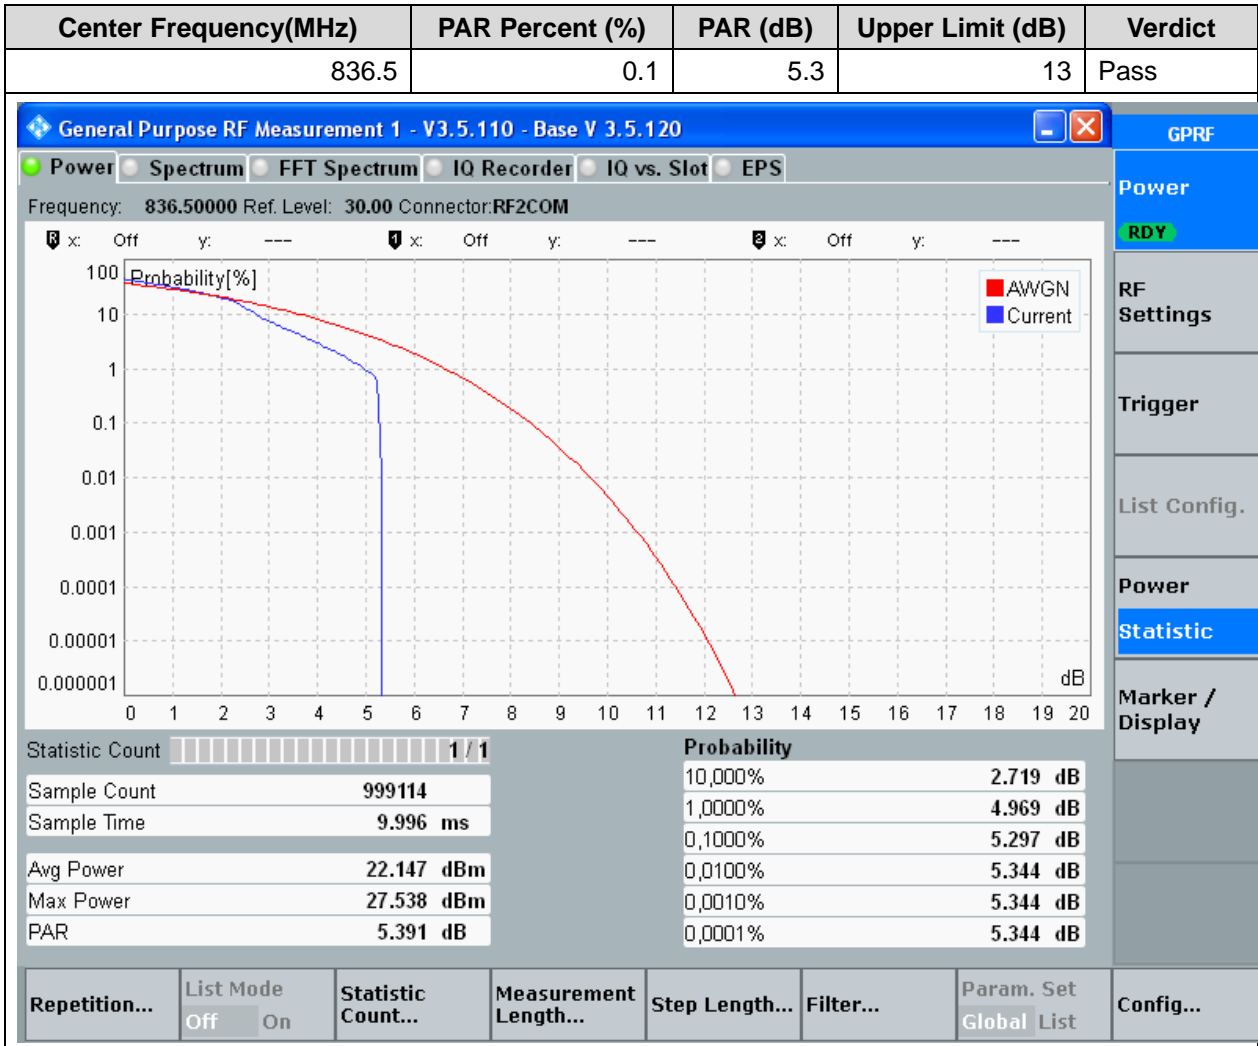 Center Frequency(MHz) PAR Percent (%) PAR (dB) Upper Limit (dB) Verdict
836.5 0.1 5.3 13 Pass
General Purpose RF Measurement 1 - V3.5.110 - Base V 3.5.120
GPRF
Power Spectrum FFT Spectrum IQ Recorder IQ vs. Slot EPS
Power
RDY
Frequency: 836.50000 Ref. Level: 30.00 Connector:RF2COM
R x: Off y: --- 1 x: Off y: --- 2 x: Off y: ---
Probability[%]
100
10
1
0.1
0.01
0.001
0.0001
0.00001
0.000001
AWGN
Current
dB
0 1 2 3 4 5 6 7 8 9 10 11 12 13 14 15 16 17 18 19 20
RF
Settings
Trigger
List Config.
Power
Statistic
Marker /
Display
Statistic Count 1 / 1
Sample Count 999114
Sample Time 9.996 ms
Avg Power 22.147 dBm
Max Power 27.538 dBm
PAR 5.391 dB
Probability
10,000% 2.719 dB
1,0000% 4.969 dB
0,1000% 5.297 dB
0,0100% 5.344 dB
0,0010% 5.344 dB
0,0001% 5.344 dB
Repetition...
List Mode
Off On
Statistic
Count...
Measurement
Length...
Step Length...
Filter...
Param. Set
Global List
Config...